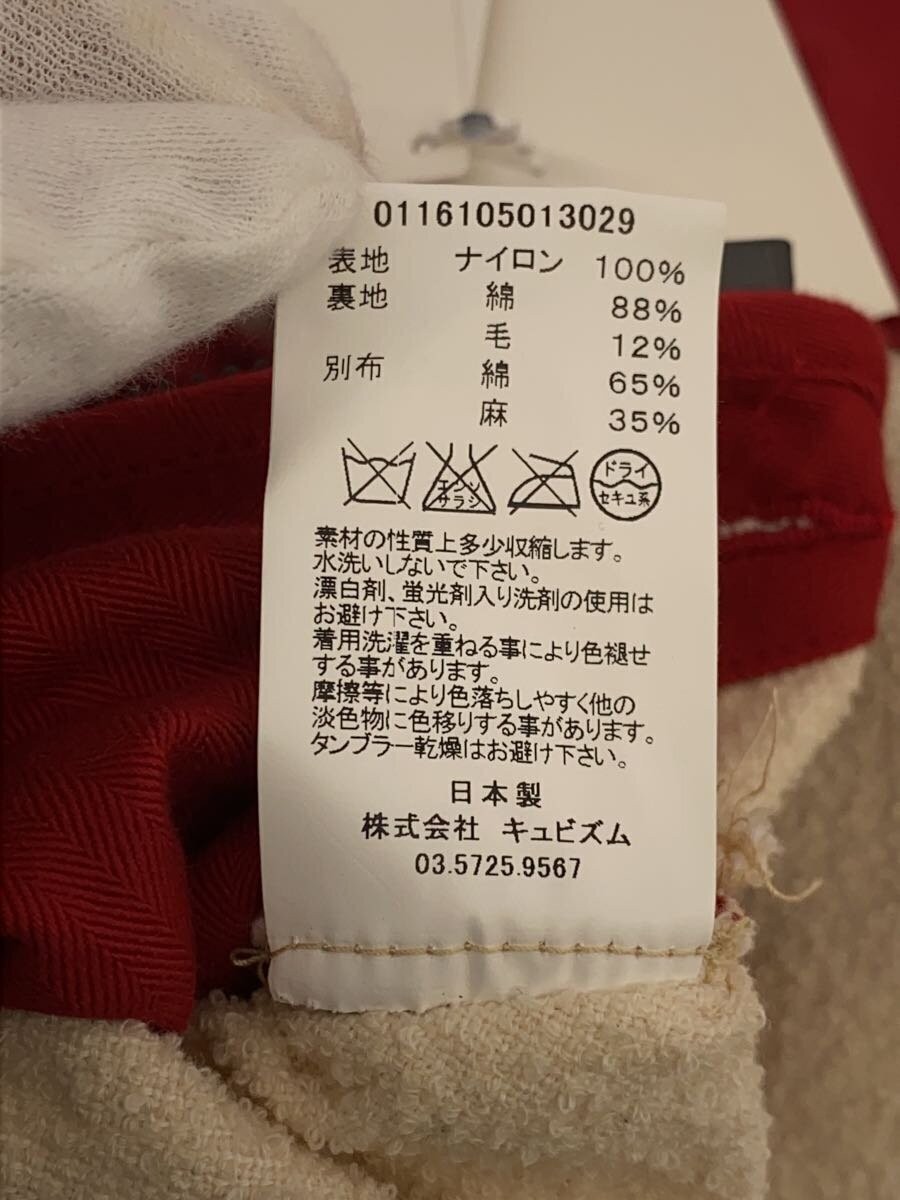 0116105013029
表地 ナイロン 100%
裏地 綿 88%
毛 12%
別布 綿 65%
麻 35%
エンソ サラシ ドライ セキユ系
素材の性質上多少収縮します。
水洗いしないで下さい。
漂白剤、蛍光剤入り洗剤の使用は
お避け下さい。
着用洗濯を重ねる事により色褪せ
する事があります。
摩擦等により色落ちしやすく他の
淡色物に色移りする事があります。
タンブラー乾燥はお避け下さい。
日本製
株式会社 キュビズム
03.5725.9567